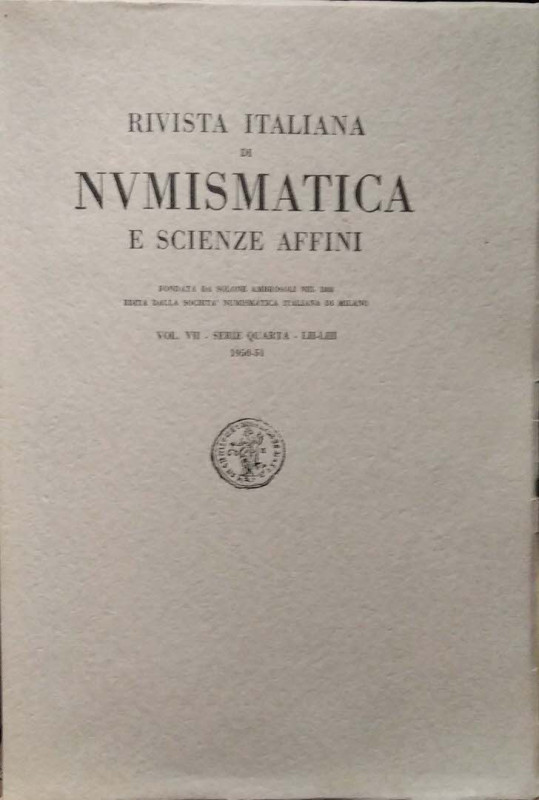 RIVISTA ITALIANA
DI
NVMISMATICA
E SCIENZE AFFINI
FONDATA DA SOLONE AMBROSOLI NEL 1888
EDITA DALLA SOCIETA' NUMISMATICA ITALIANA DI MILANO
VOL. VII - SERIE QUARTA - LII-LIII
1950-51